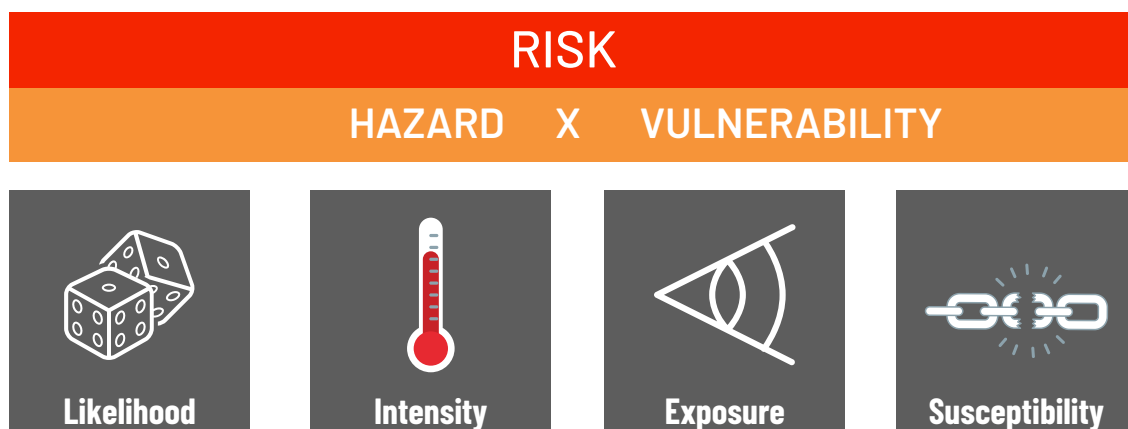 RISK
HAZARD X VULNERABILITY
Likelihood Intensity Exposure Susceptibility